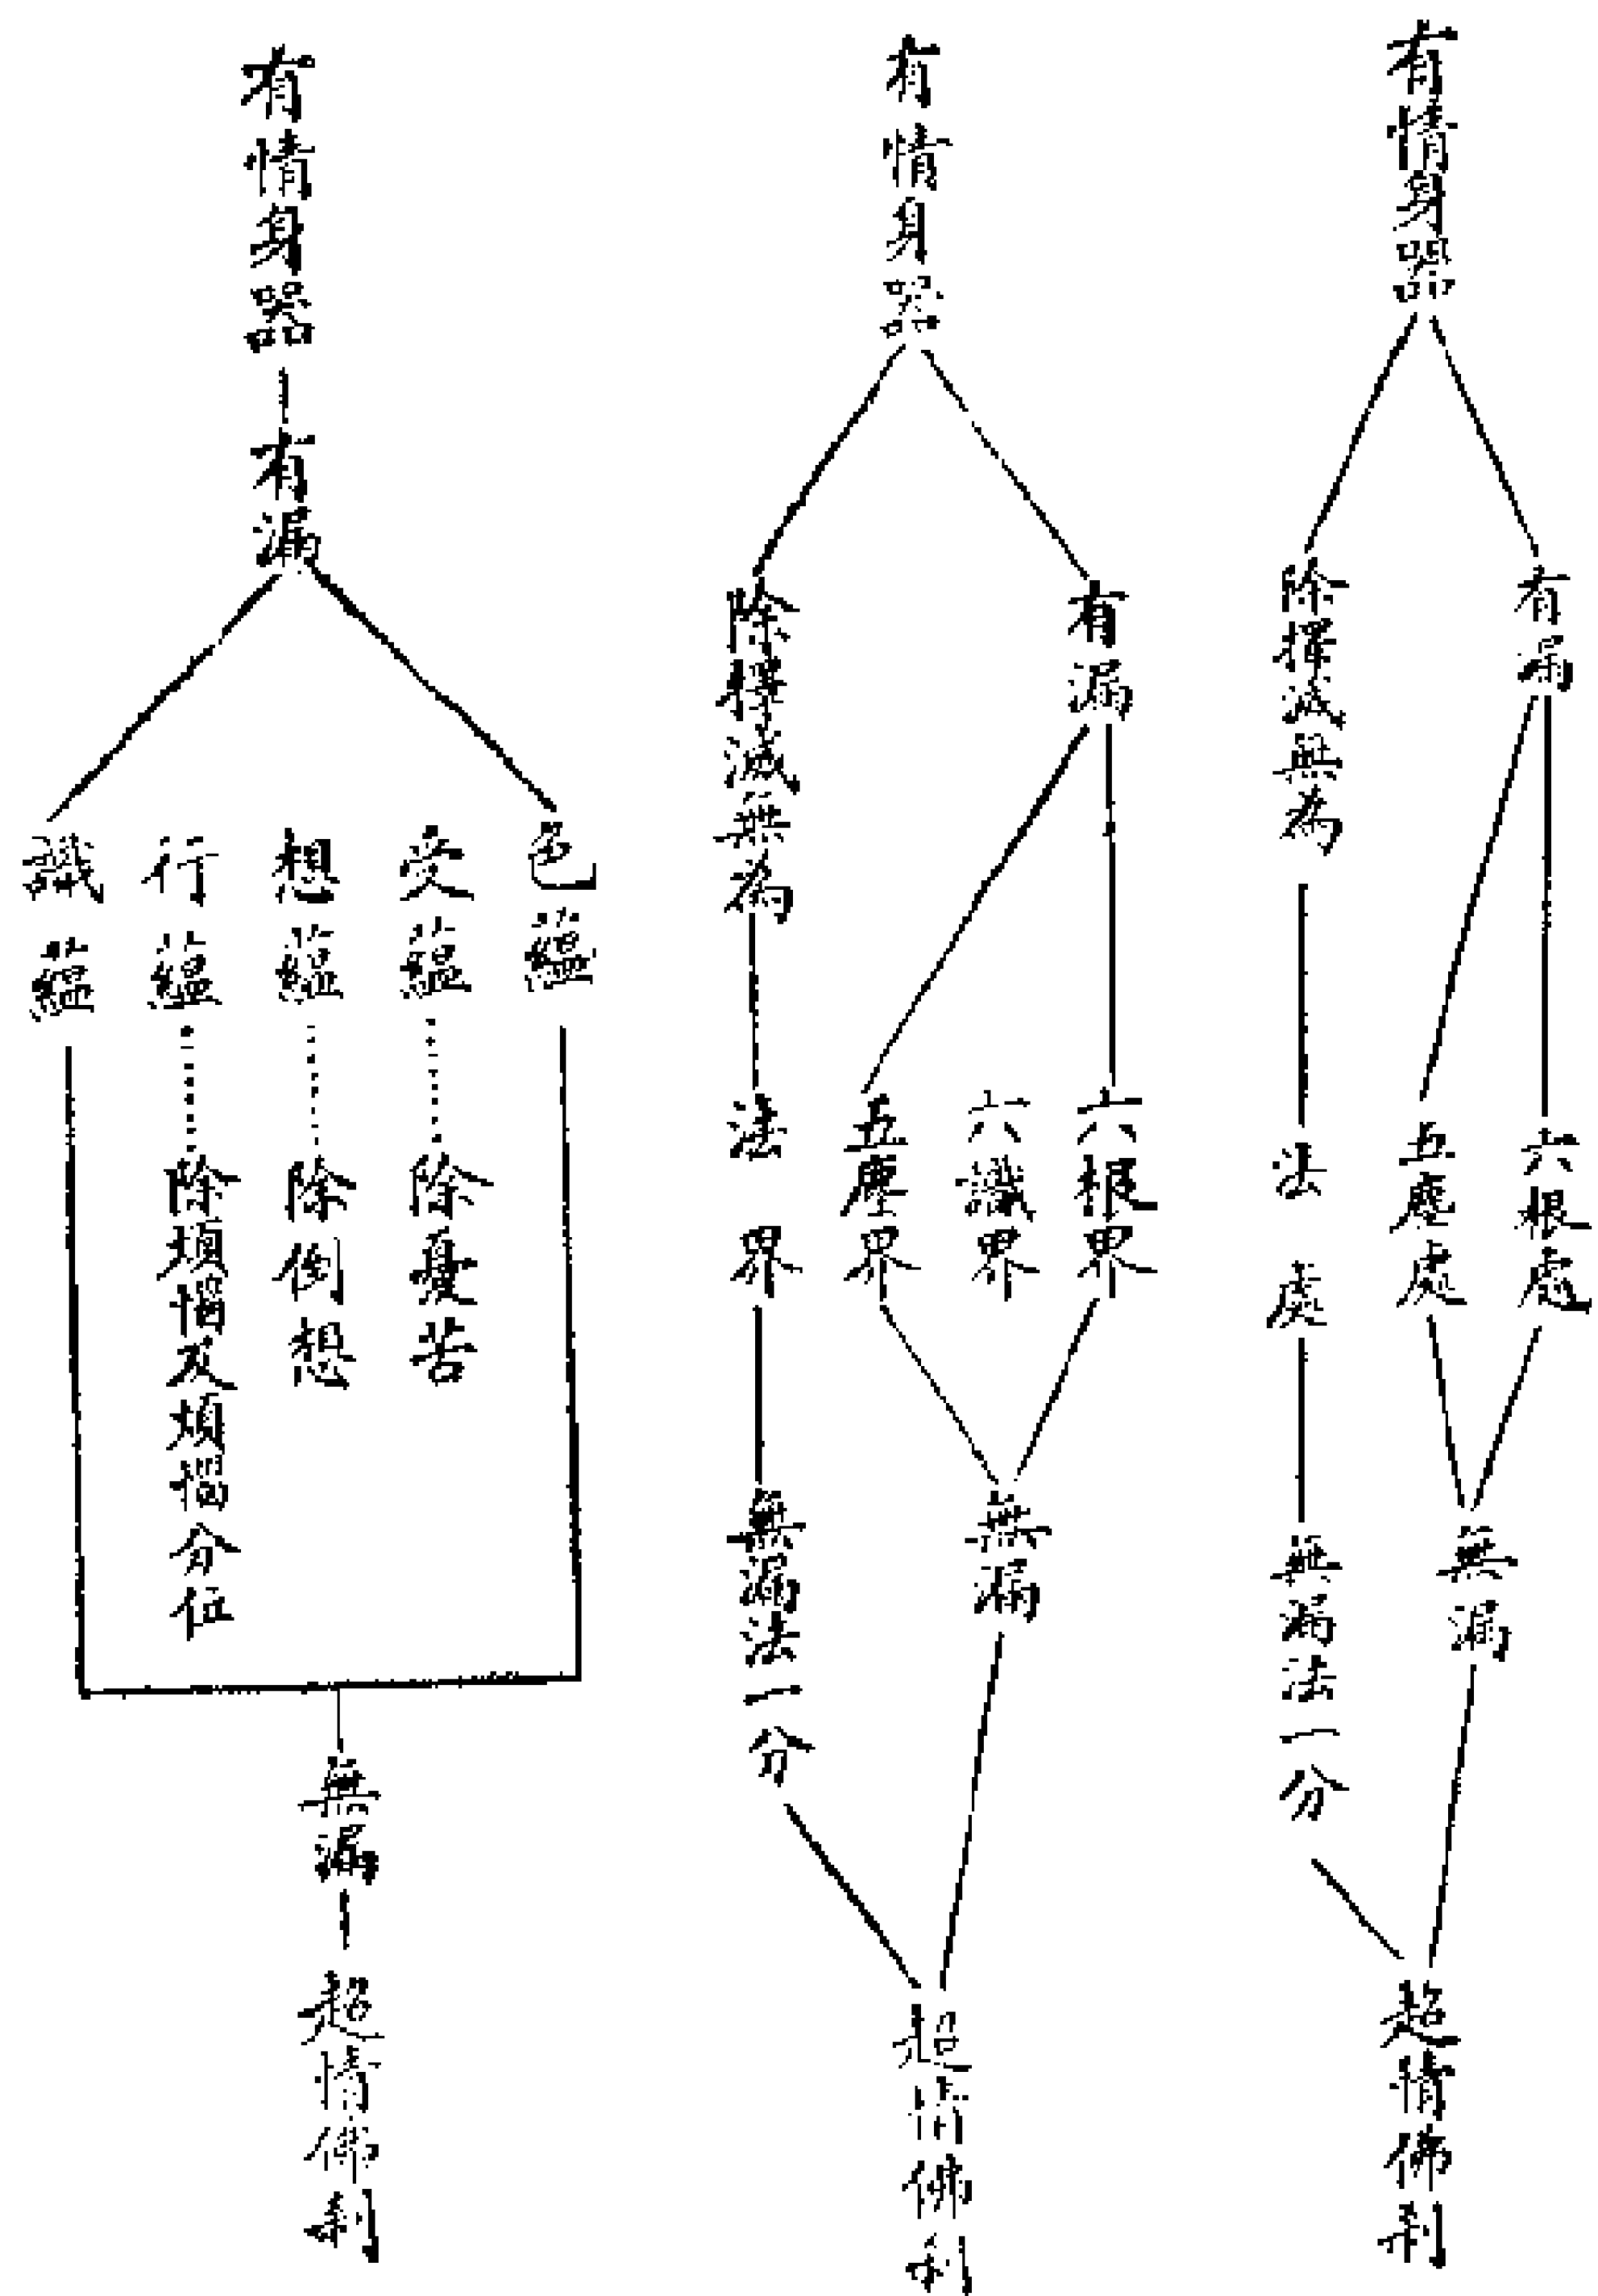 有情身器
有漏
六根處
五塵處
無漏
除擇滅無為
法處
無漏法一分
超情佛刹
有情身器
有漏
六根界
六識界
五塵界
無漏
除擇滅無為
法界
無漏法一分
超情佛刹
有情身器
有漏
色蘊
受蘊……除憂苦
想蘊……除倒想
行蘊……除煩惱及煩惱分位
識蘊
無漏
超情佛刹